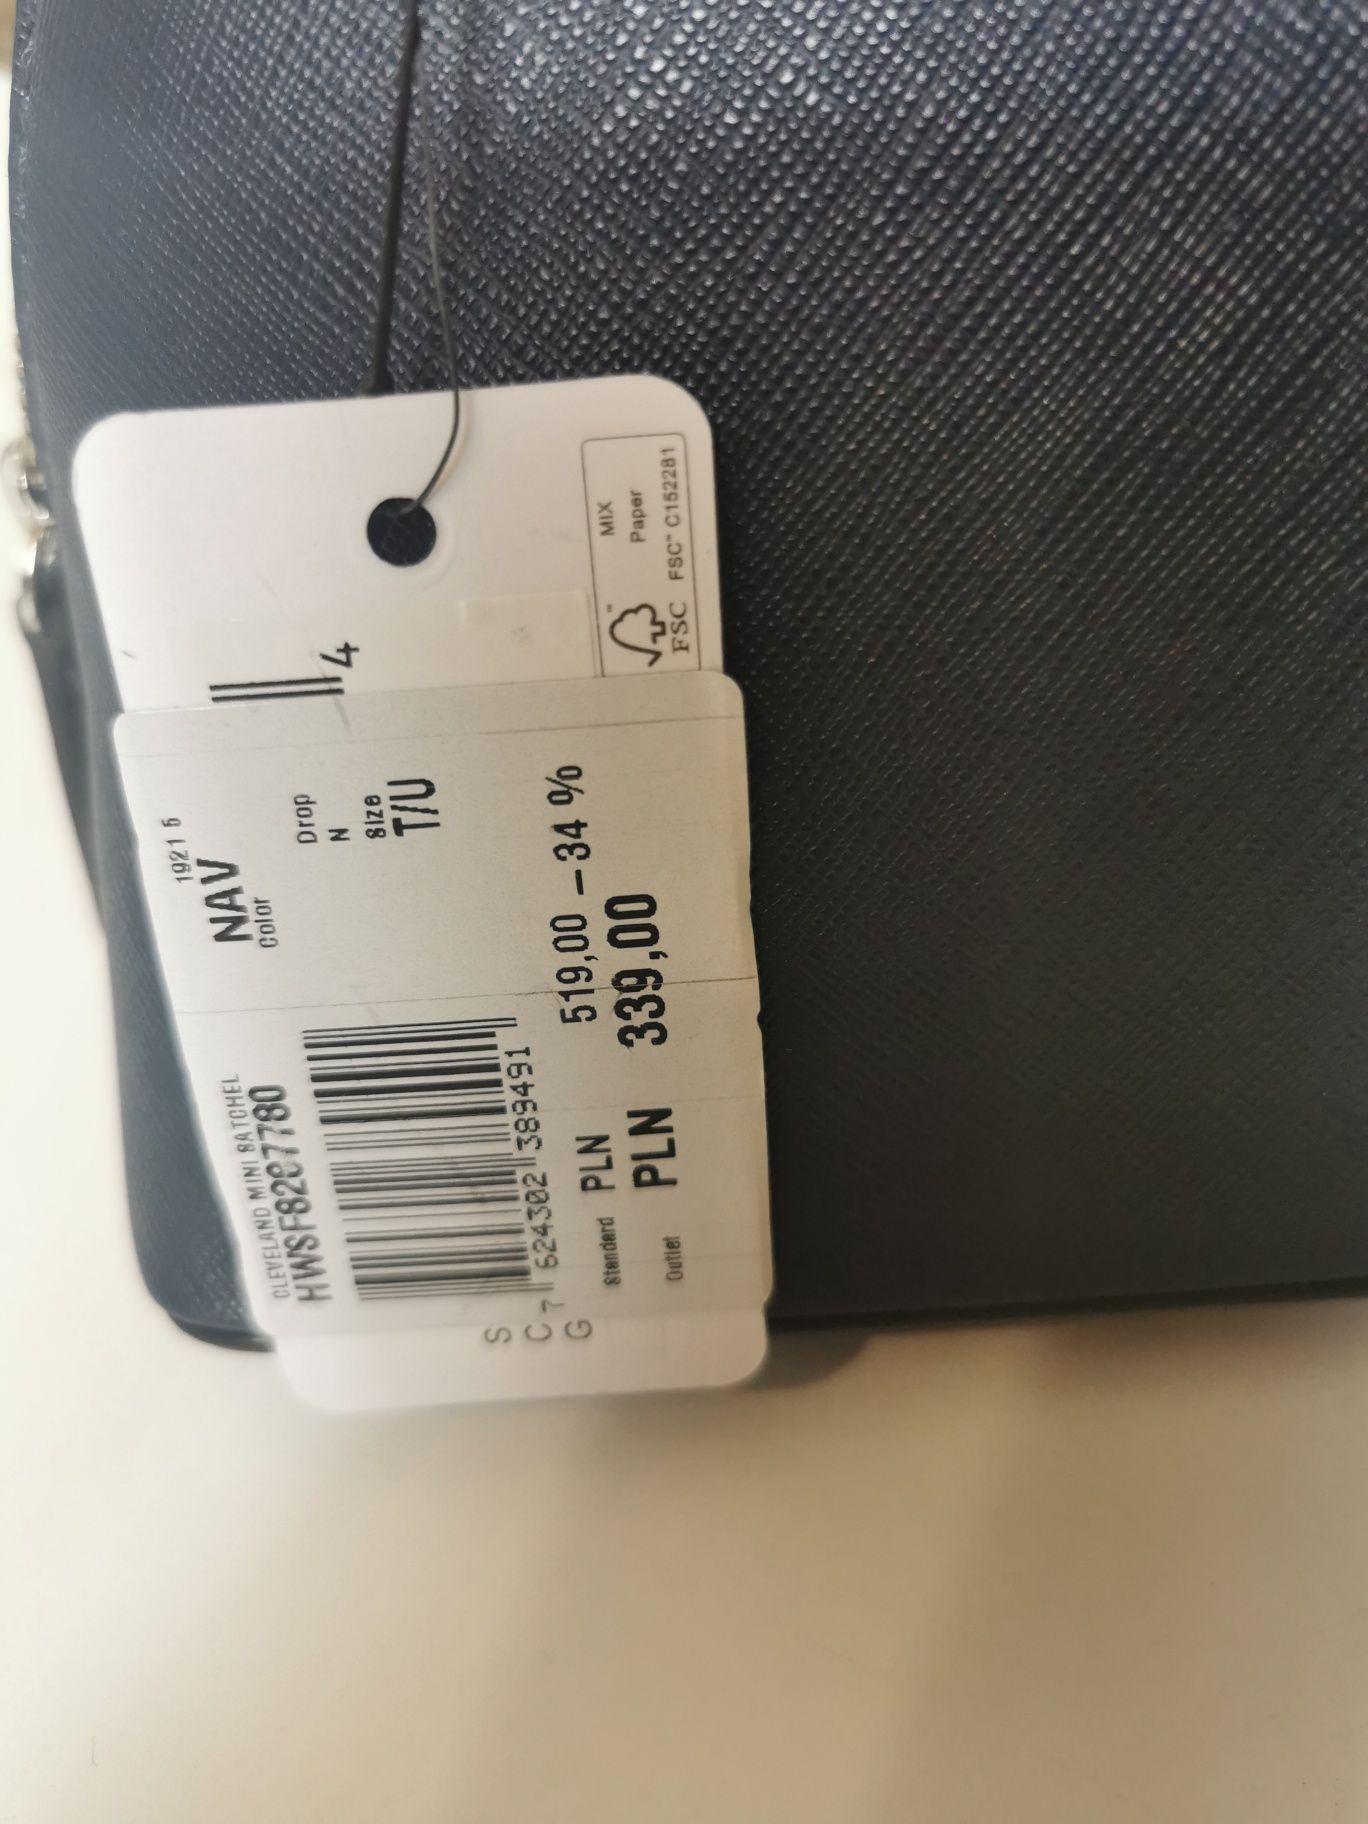 MIX
Paper
FSC™ C152281
FSC
4
1921 5
NAV
Color
Drop
N
Size
T/U
CLEVELAND MINI SATCHEL
HWSF8287780
7 624302 389491
Standard PLN 519,00 –34 %
Outlet PLN 339,00
S
C
G